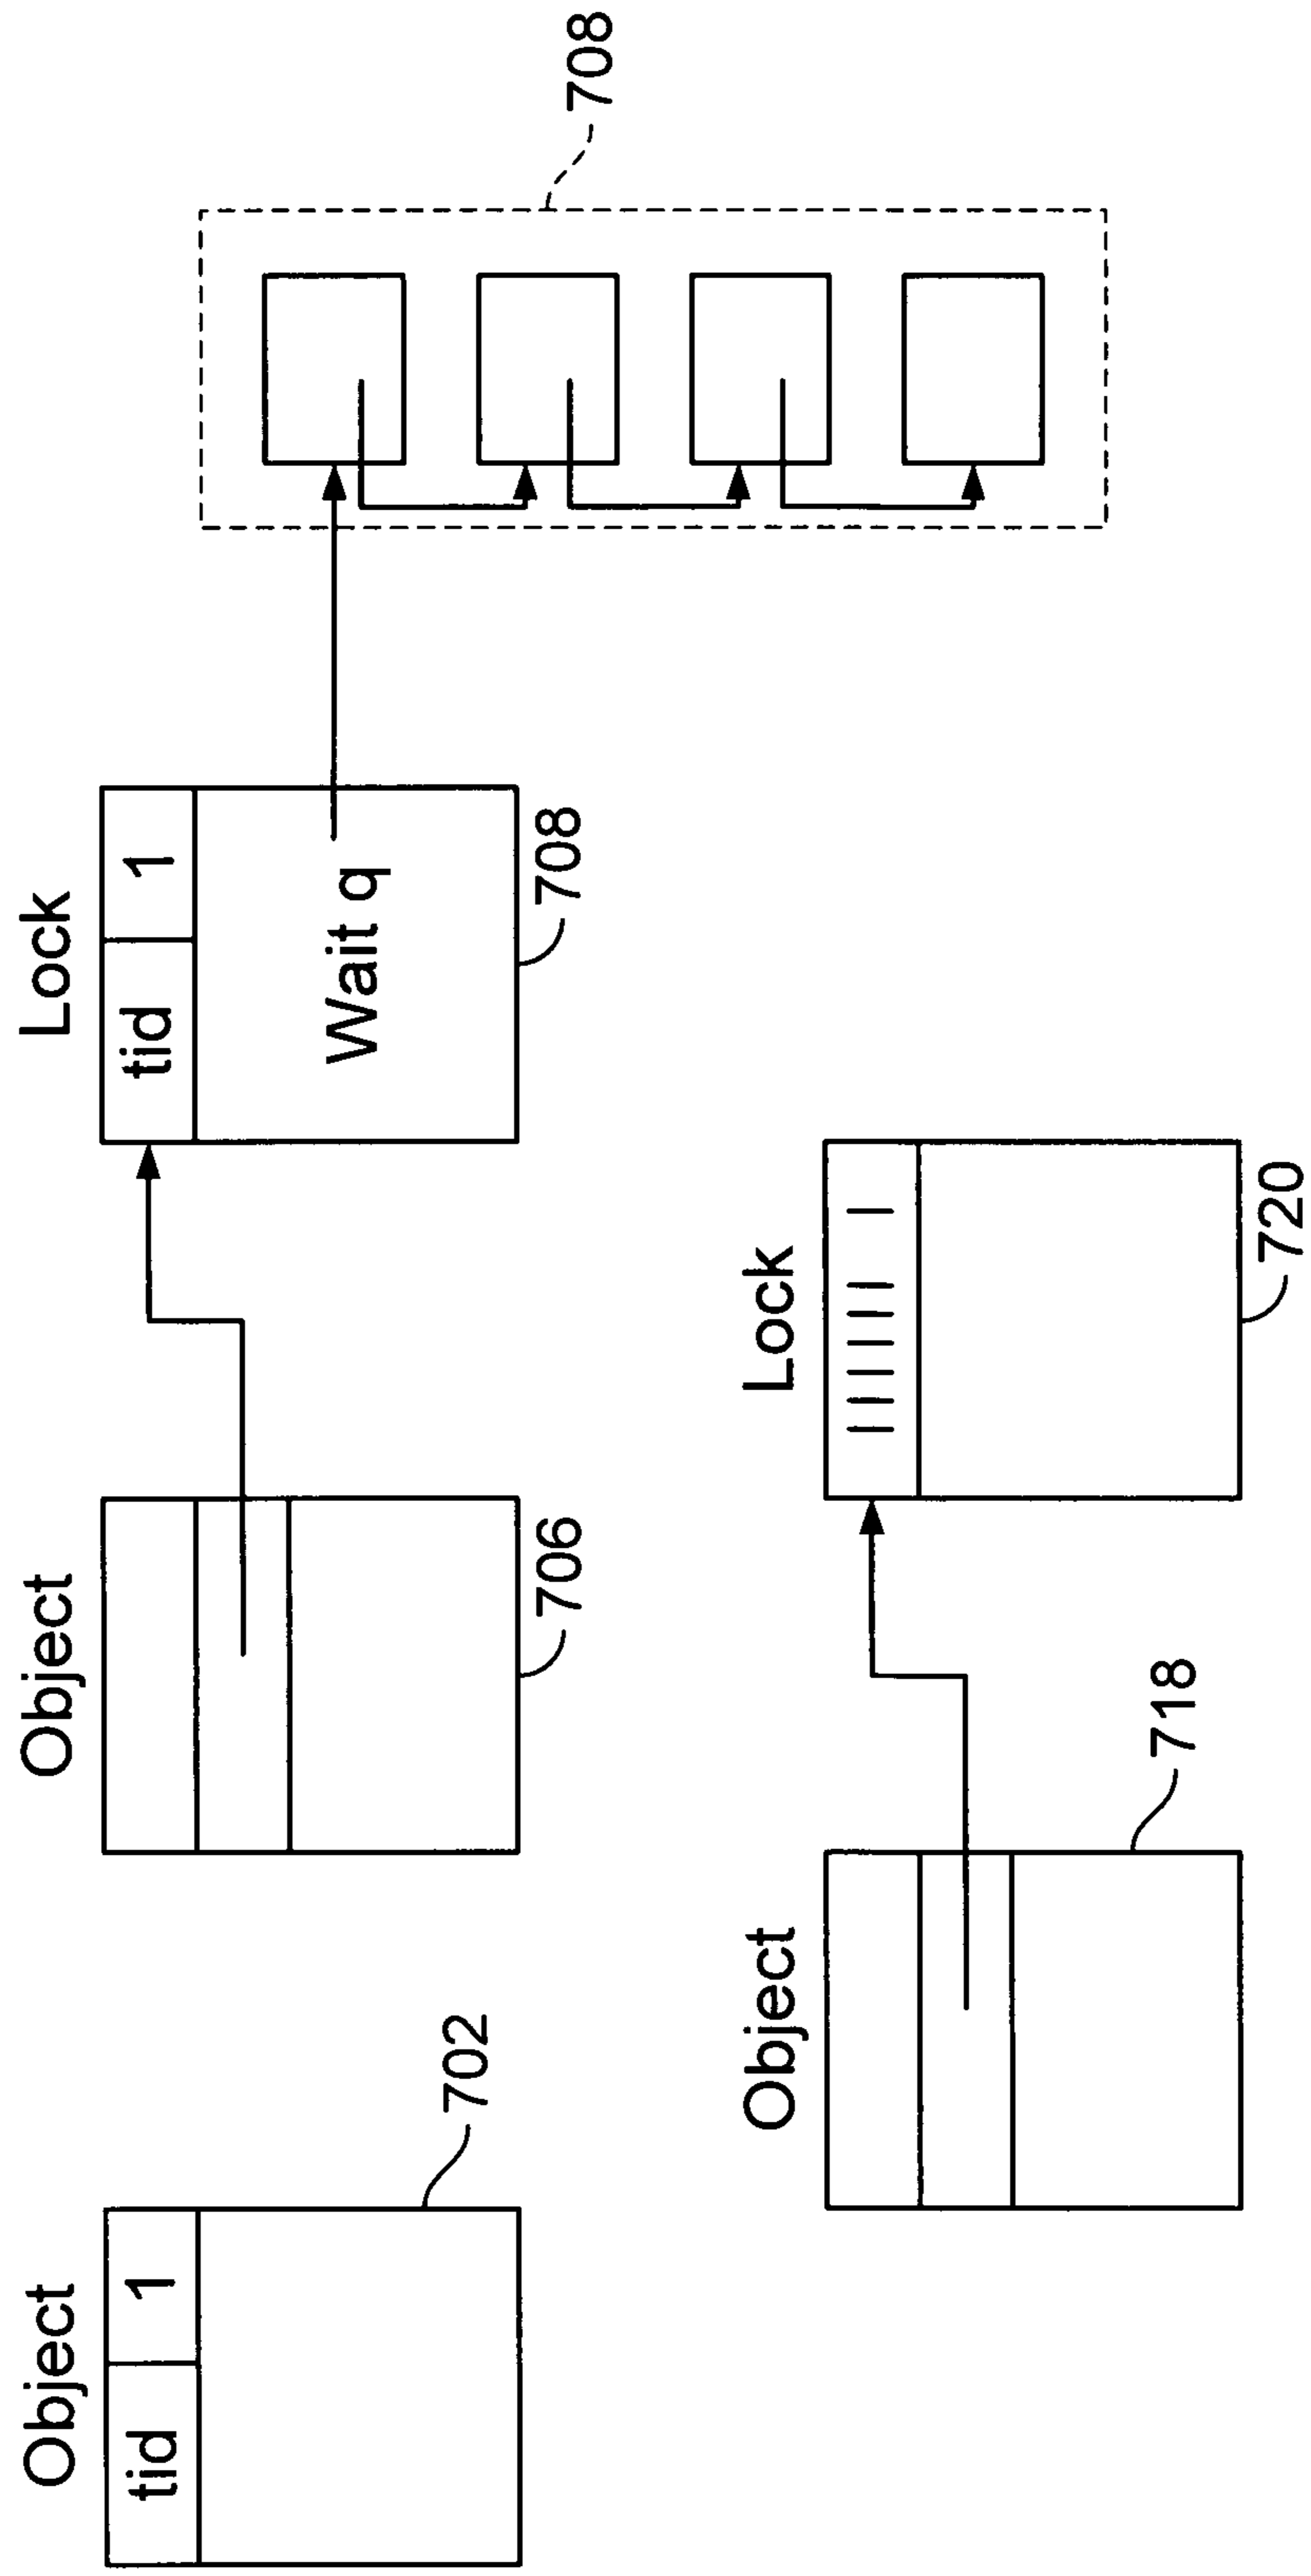 Object
tid 1
702
Object
706
Lock
tid 1
Wait q
708
708
Object
718
Lock
| | | | | | |
720